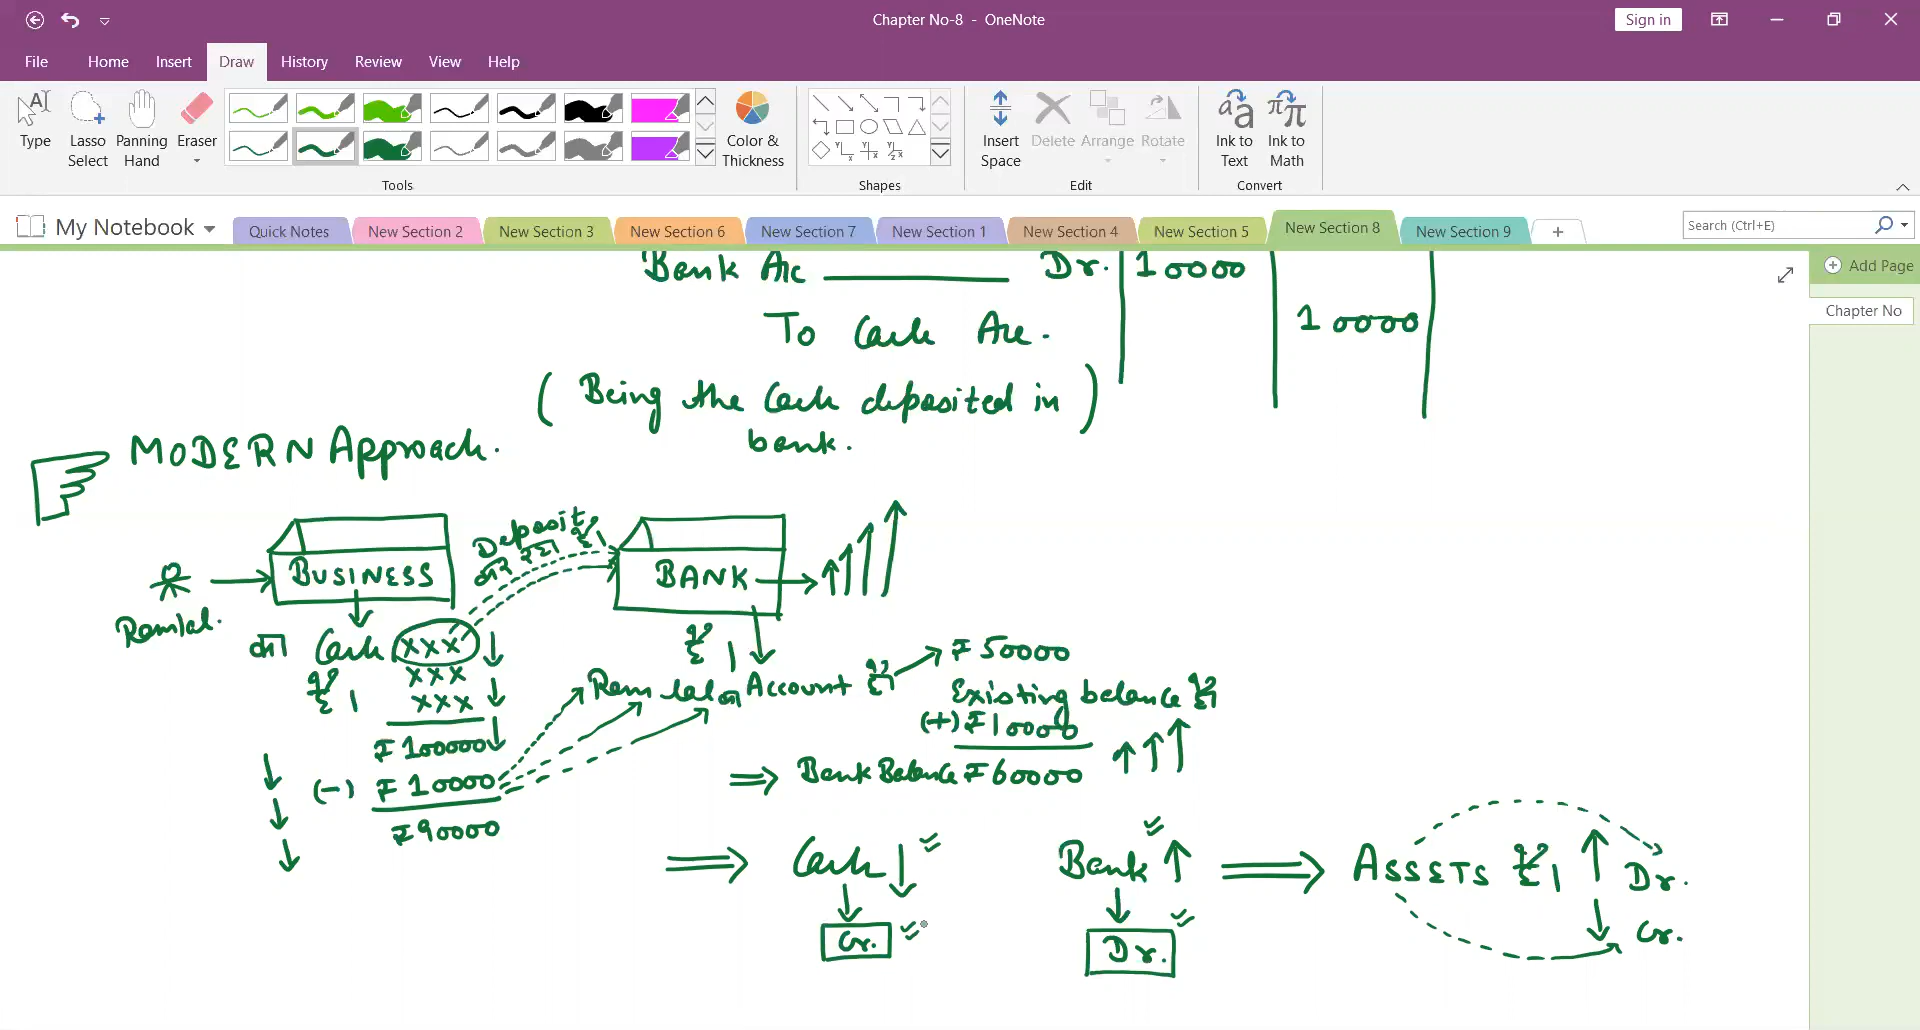 Chapter No-8 - OneNote
Sign in
File Home Insert Draw History Review View Help
Type
Lasso Select
Panning Hand
Eraser
Color & Thickness
Insert Space
Delete
Arrange
Rotate
Ink to Text
Ink to Math
Tools
Shapes
Edit
Convert
My Notebook
Quick Notes
New Section 2
New Section 3
New Section 6
New Section 7
New Section 1
New Section 4
New Section 5
New Section 8
New Section 9
Search (Ctrl+E)
Add Page
Chapter No
Bank A/c Dr. 10000
To Cash A/c. 10000
( Being the Cash deposited in )
bank.
MODERN Approach.
Deposit
BUSINESS
BANK
Cash xxx
xxx
xxx
₹100000
(-) ₹10000
₹90000
Account
₹50000
Existing balance है
(+) ₹10000
⇒ Bank Balance ₹60000
⇒ Cash ↓
Cr.
Bank ↑
Dr.
⇒ ASSETS है। ↑ Dr.
↓ Cr.